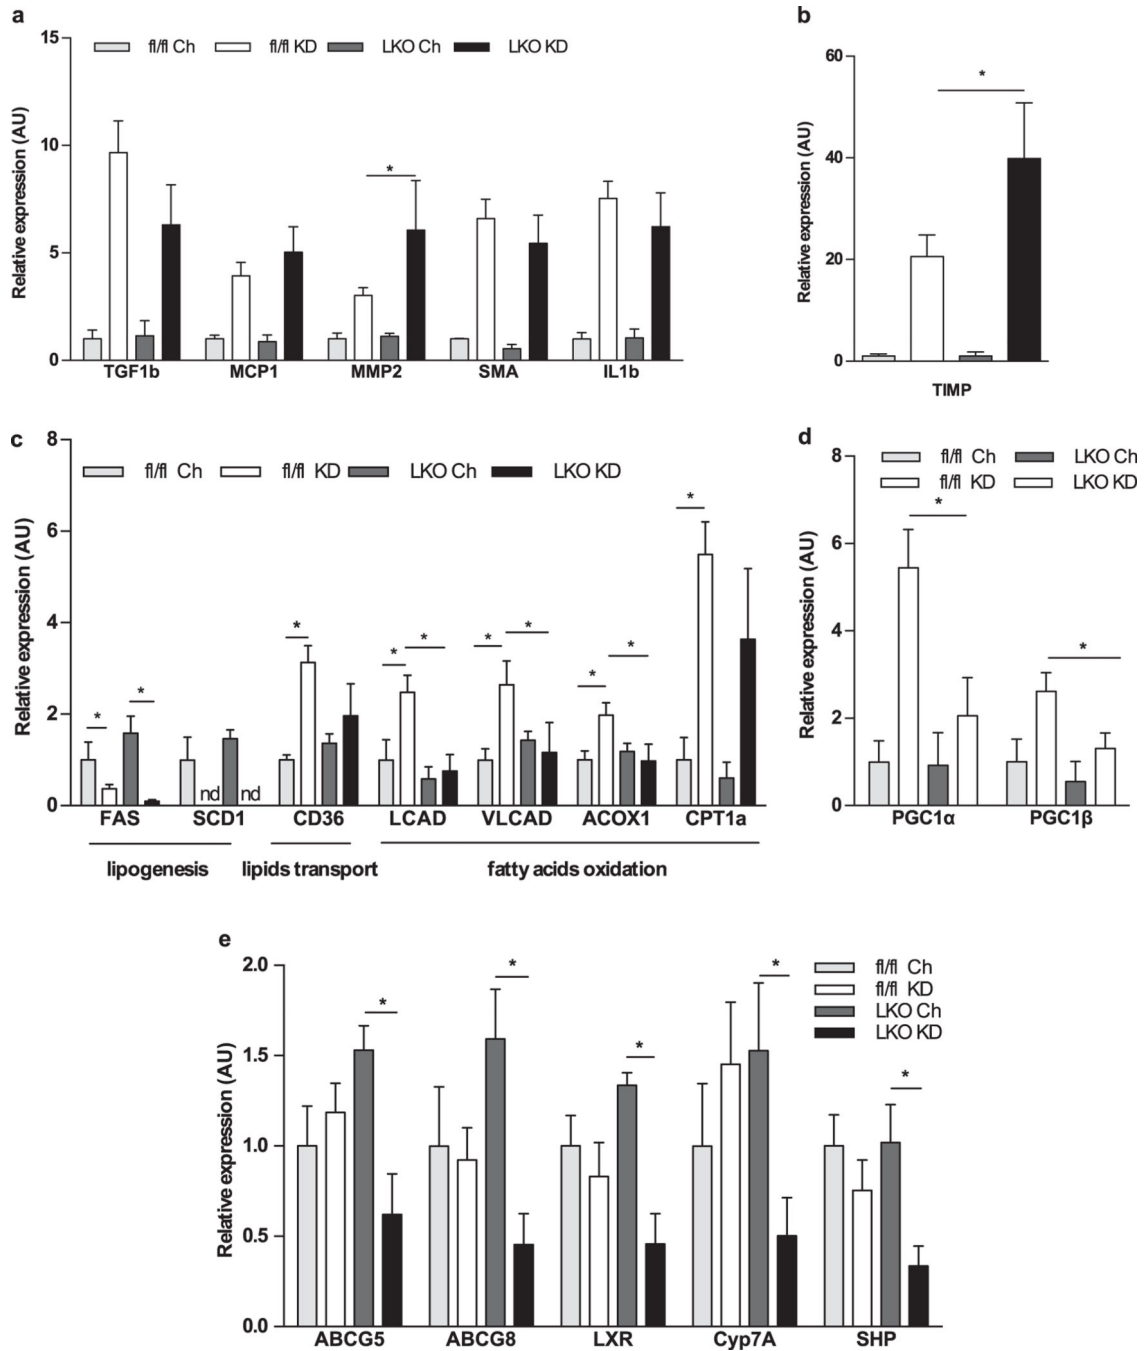 a
15
fl/fl Ch fl/fl KD LKO Ch LKO KD
Relative expression (AU)
10
*
5
0
TGF1b MCP1 MMP2 SMA IL1b
b
60
*
Relative expression (AU)
40
20
0
TIMP
c
8
fl/fl Ch fl/fl KD LKO Ch LKO KD
Relative expression (AU)
6
*
4
* * * * * * *
2
* *
nd nd
0
FAS SCD1 CD36 LCAD VLCAD ACOX1 CPT1a
lipogenesis lipids transport fatty acids oxidation
d
8
fl/fl Ch LKO Ch
fl/fl KD LKO KD
*
Relative expression (AU)
6
4
*
2
0
PGC1α PGC1β
e
2.0
fl/fl Ch
fl/fl KD
LKO Ch
LKO KD
* * * * *
Relative expression (AU)
1.5
1.0
0.5
0.0
ABCG5 ABCG8 LXR Cyp7A SHP